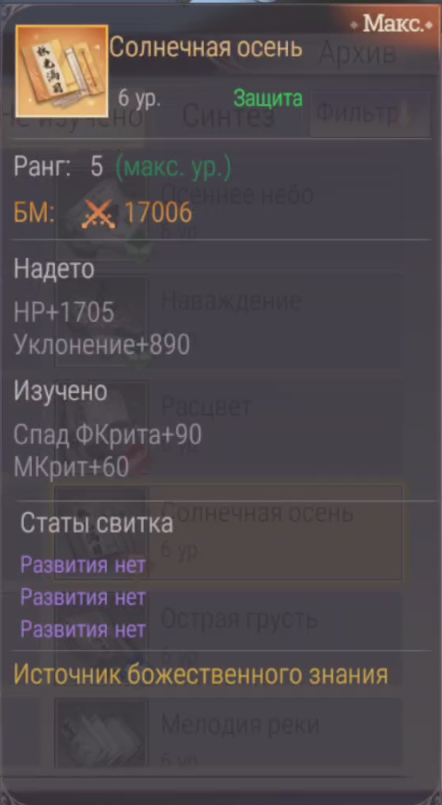 Макс.
Солнечная осень
Архив
6 ур.
Защита
Не изучено
Синтез
Фильтр
Ранг: 5 (макс. ур.)
Осеннее небо
6 ур.
БМ: 17006
Надето
Наваждение
HP+1705
Уклонение+890
Изучено
Расцвет
Спад ФКрита+90
МКрит+60
Солнечная осень
Статы свитка
6 ур.
Развития нет
Развития нет
Острая грусть
Развития нет
Источник божественного знания
Мелодия реки
6 ур.